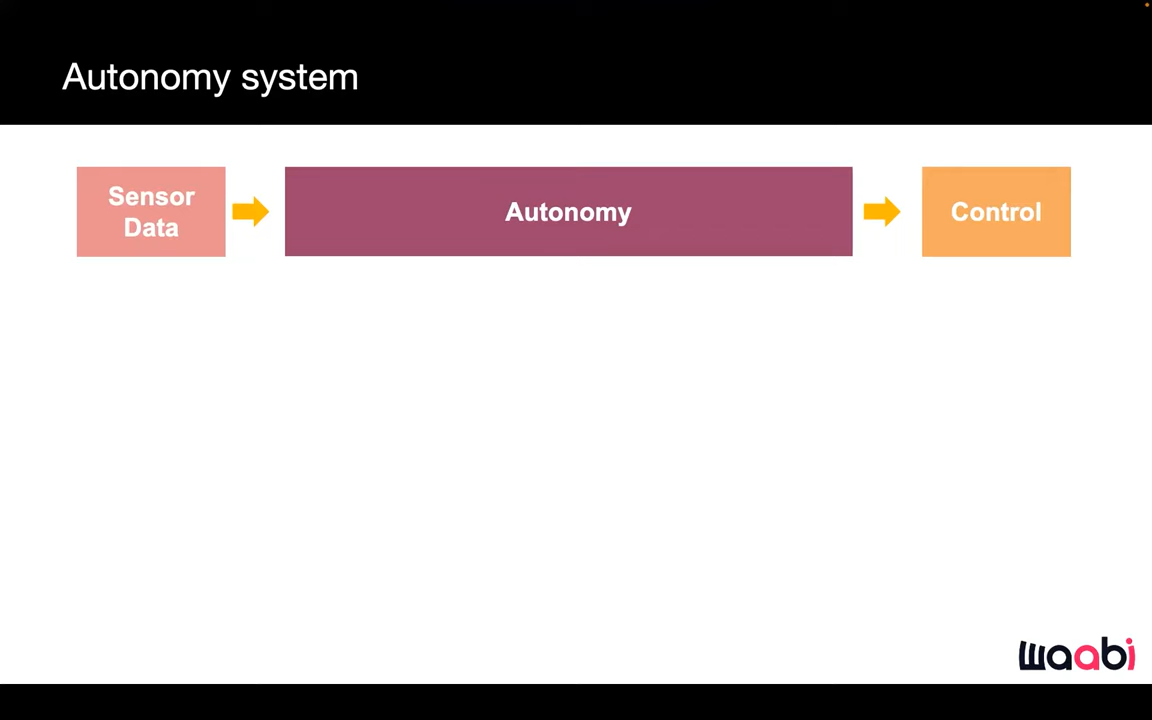 Autonomy system
Sensor
Data
Autonomy
Control
waabi